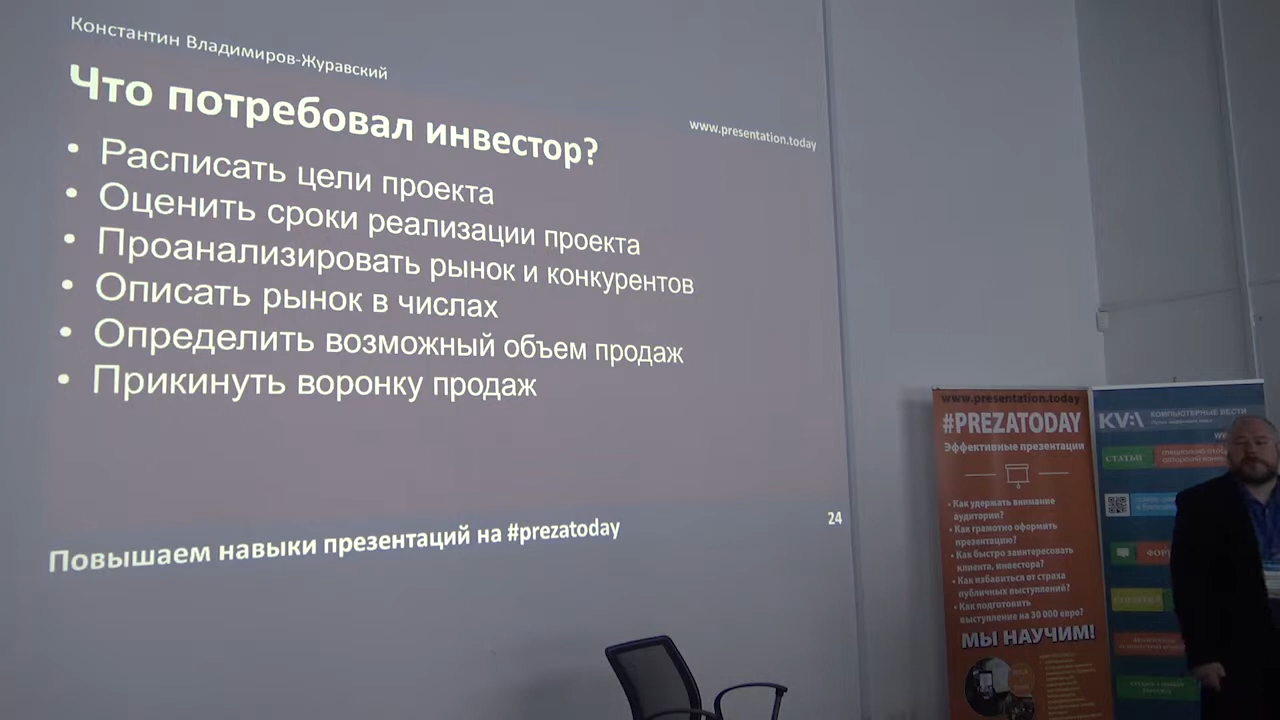 Константин Владимиров-Журавский
Что потребовал инвестор?
www.presentation.today
• Расписать цели проекта
• Оценить сроки реализации проекта
• Проанализировать рынок и конкурентов
• Описать рынок в числах
• Определить возможный объем продаж
• Прикинуть воронку продаж
Повышаем навыки презентаций на #prezatoday
24
www.presentation.today
#PREZATODAY
Эффективные презентации
• Как удержать внимание
аудитории?
• Как грамотно оформить
презентацию?
• Как быстро заинтересовать
клиента, инвестора?
• Как избавиться от страха
публичных выступлений?
• Как подготовить
выступление на 30 000 евро?
МЫ НАУЧИМ!
KV:\
КОМПЬЮТЕРНЫЕ ВЕСТИ
СТАТЬИ
ФОР